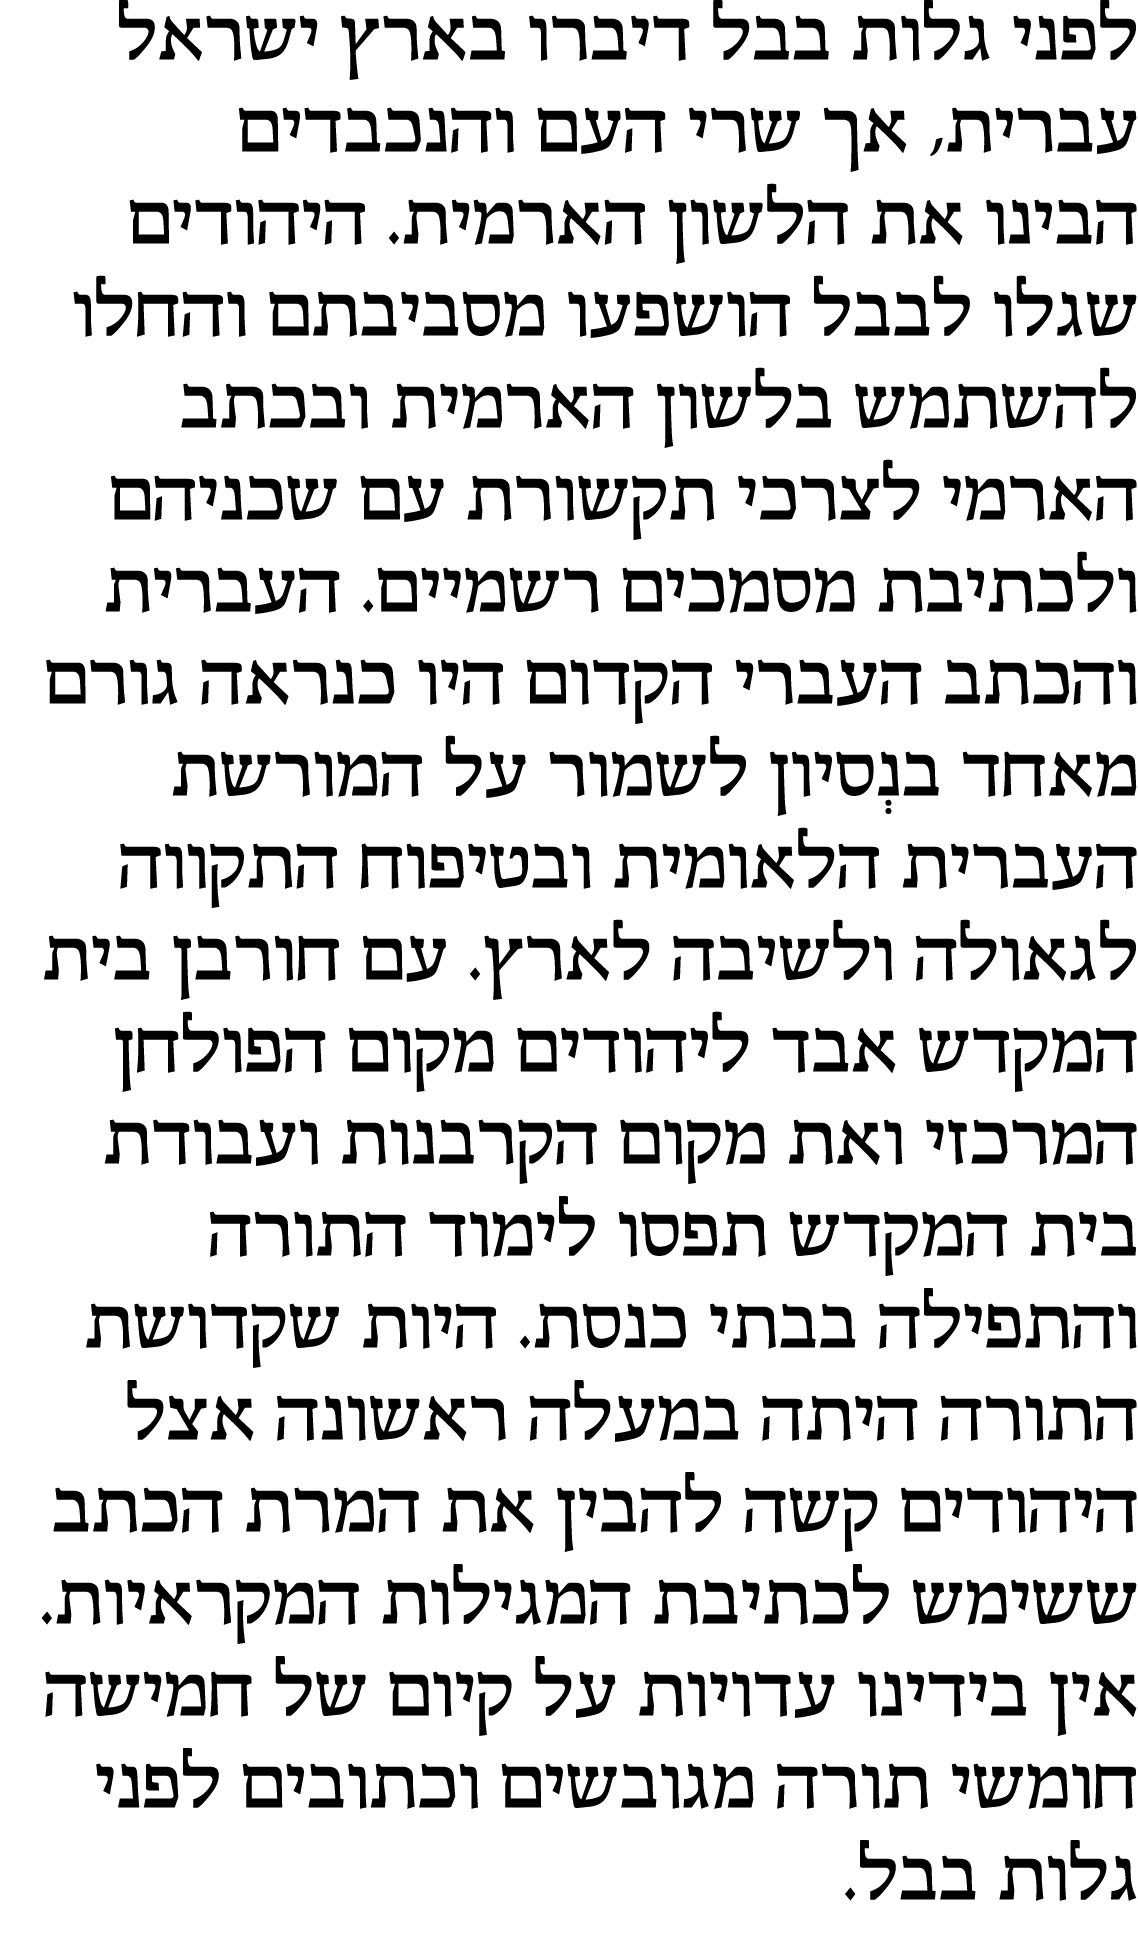 לפני גלות בבל דיברו בארץ ישראל
עברית, אך שרי העם והנכבדים
הבינו את הלשון הארמית. היהודים
שגלו לבבל הושפעו מסביבתם והחלו
להשתמש בלשון הארמית ובכתב
הארמי לצרכי תקשורת עם שכניהם
ולכתיבת מסמכים רשמיים. העברית
והכתב העברי הקדום היו כנראה גורם
מאחד בנְסיון לשמור על המורשת
העברית הלאומית ובטיפוח התקווה
לגאולה ולשיבה לארץ. עם חורבן בית
המקדש אבד ליהודים מקום הפולחן
המרכזי ואת מקום הקרבנות ועבודת
בית המקדש תפסו לימוד התורה
והתפילה בבתי כנסת. היות שקדושת
התורה היתה במעלה ראשונה אצל
היהודים קשה להבין את המרת הכתב
ששימש לכתיבת המגילות המקראיות.
אין בידינו עדויות על קיום של חמישה
חומשי תורה מגובשים וכתובים לפני
גלות בבל.